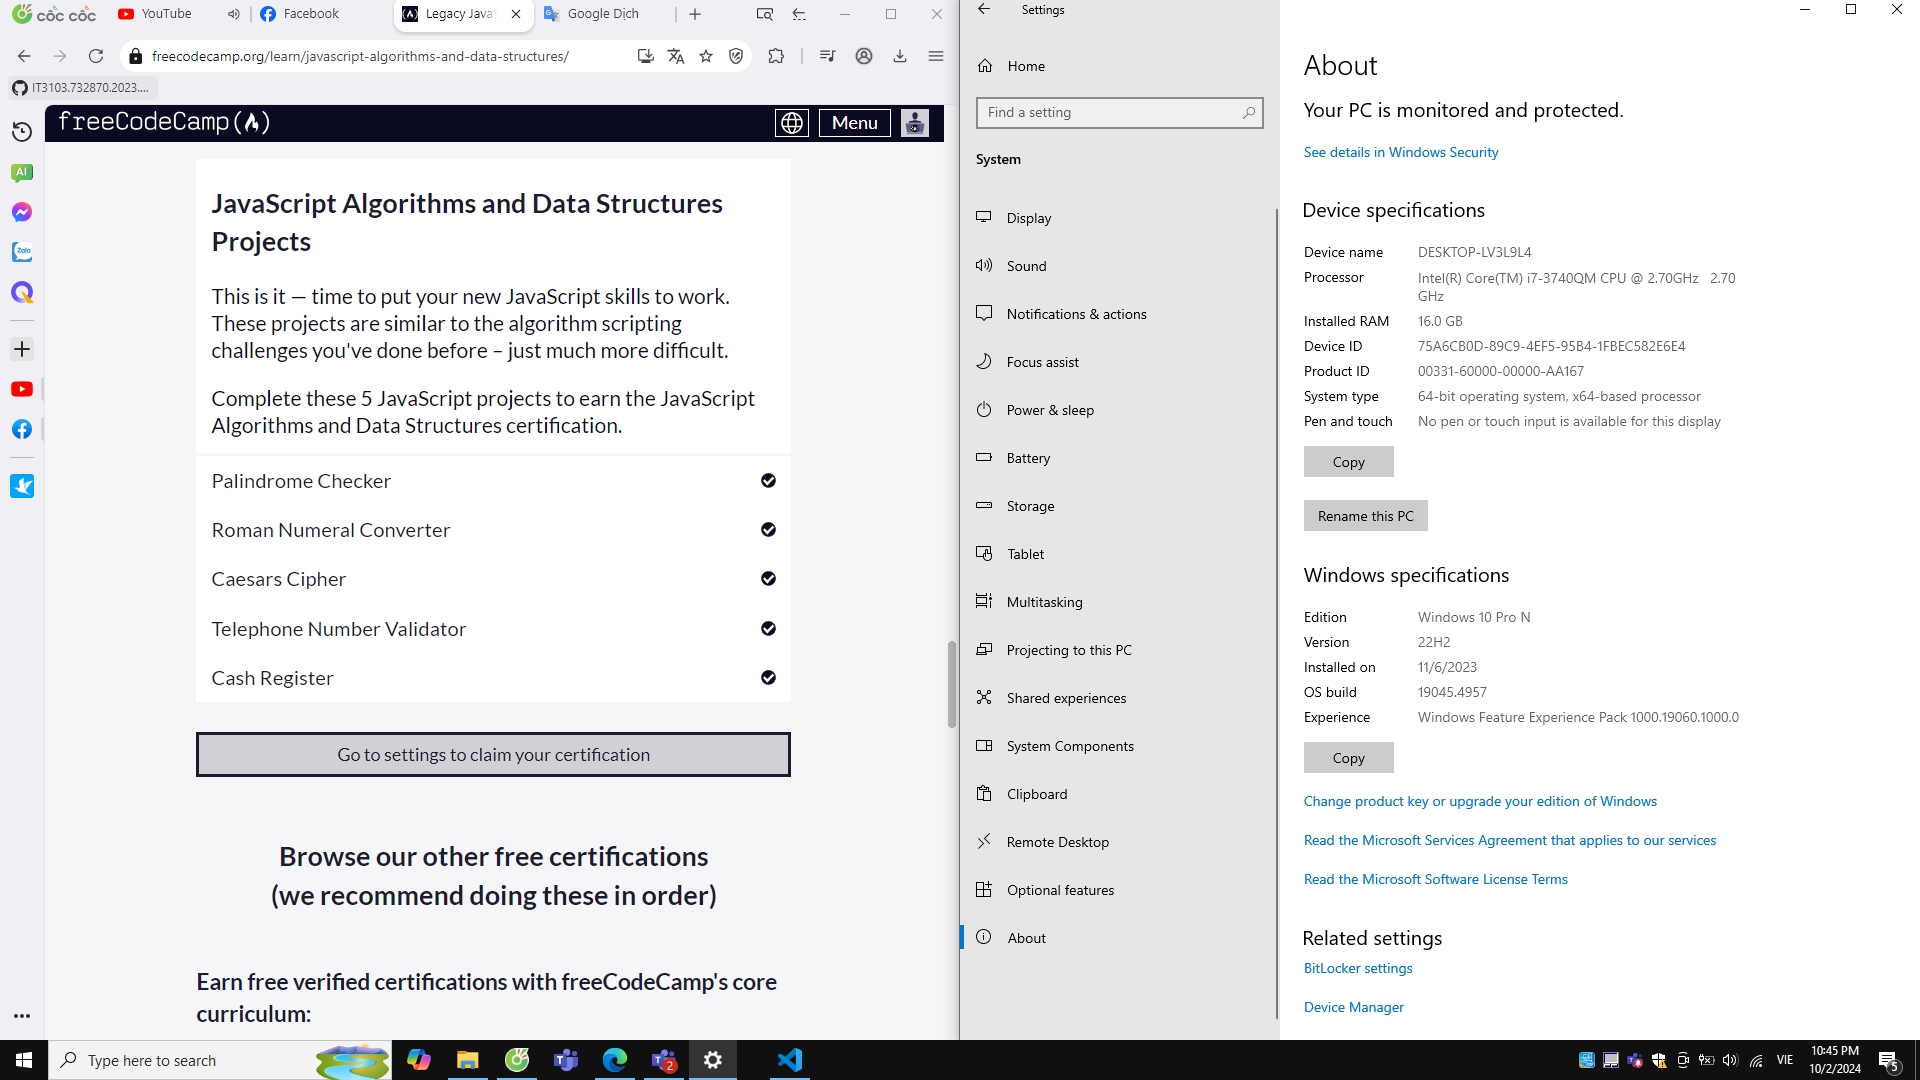 cốc cốc
YouTube
Facebook
Legacy Java
Google Dịch
freecodecamp.org/learn/javascript-algorithms-and-data-structures/
IT3103.732870.2023....
freeCodeCamp
Menu
AI
Zalo
JavaScript Algorithms and Data Structures
Projects
This is it — time to put your new JavaScript skills to work.
These projects are similar to the algorithm scripting
challenges you've done before – just much more difficult.
Complete these 5 JavaScript projects to earn the JavaScript
Algorithms and Data Structures certification.
Palindrome Checker
Roman Numeral Converter
Caesars Cipher
Telephone Number Validator
Cash Register
Go to settings to claim your certification
Browse our other free certifications
(we recommend doing these in order)
Earn free verified certifications with freeCodeCamp's core
curriculum:
Settings
Home
Find a setting
System
Display
Sound
Notifications & actions
Focus assist
Power & sleep
Battery
Storage
Tablet
Multitasking
Projecting to this PC
Shared experiences
System Components
Clipboard
Remote Desktop
Optional features
About
About
Your PC is monitored and protected.
See details in Windows Security
Device specifications
Device name DESKTOP-LV3L9L4
Processor Intel(R) Core(TM) i7-3740QM CPU @ 2.70GHz 2.70
GHz
Installed RAM 16.0 GB
Device ID 75A6CB0D-89C9-4EF5-95B4-1FBEC582E6E4
Product ID 00331-60000-00000-AA167
System type 64-bit operating system, x64-based processor
Pen and touch No pen or touch input is available for this display
Copy
Rename this PC
Windows specifications
Edition Windows 10 Pro N
Version 22H2
Installed on 11/6/2023
OS build 19045.4957
Experience Windows Feature Experience Pack 1000.19060.1000.0
Copy
Change product key or upgrade your edition of Windows
Read the Microsoft Services Agreement that applies to our services
Read the Microsoft Software License Terms
Related settings
BitLocker settings
Device Manager
Type here to search
2
VIE
10:45 PM
10/2/2024
5